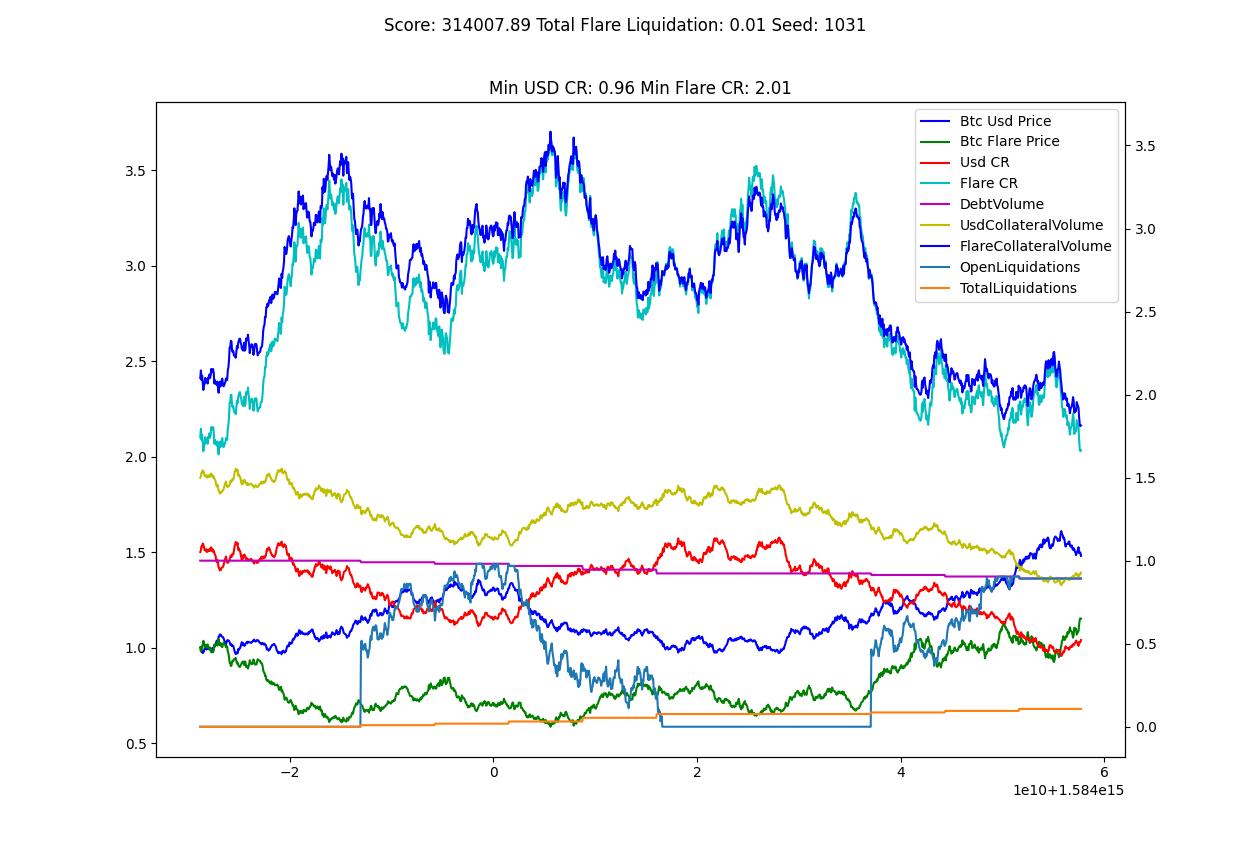 Score: 314007.89 Total Flare Liquidation: 0.01 Seed: 1031
Min USD CR: 0.96 Min Flare CR: 2.01
Btc Usd Price
Btc Flare Price
Usd CR
Flare CR
DebtVolume
UsdCollateralVolume
FlareCollateralVolume
OpenLiquidations
TotalLiquidations
3.5
3.0
2.5
2.0
1.5
1.0
0.5
3.5
3.0
2.5
2.0
1.5
1.0
0.5
0.0
−2
0
2
4
6
1e10+1.584e15